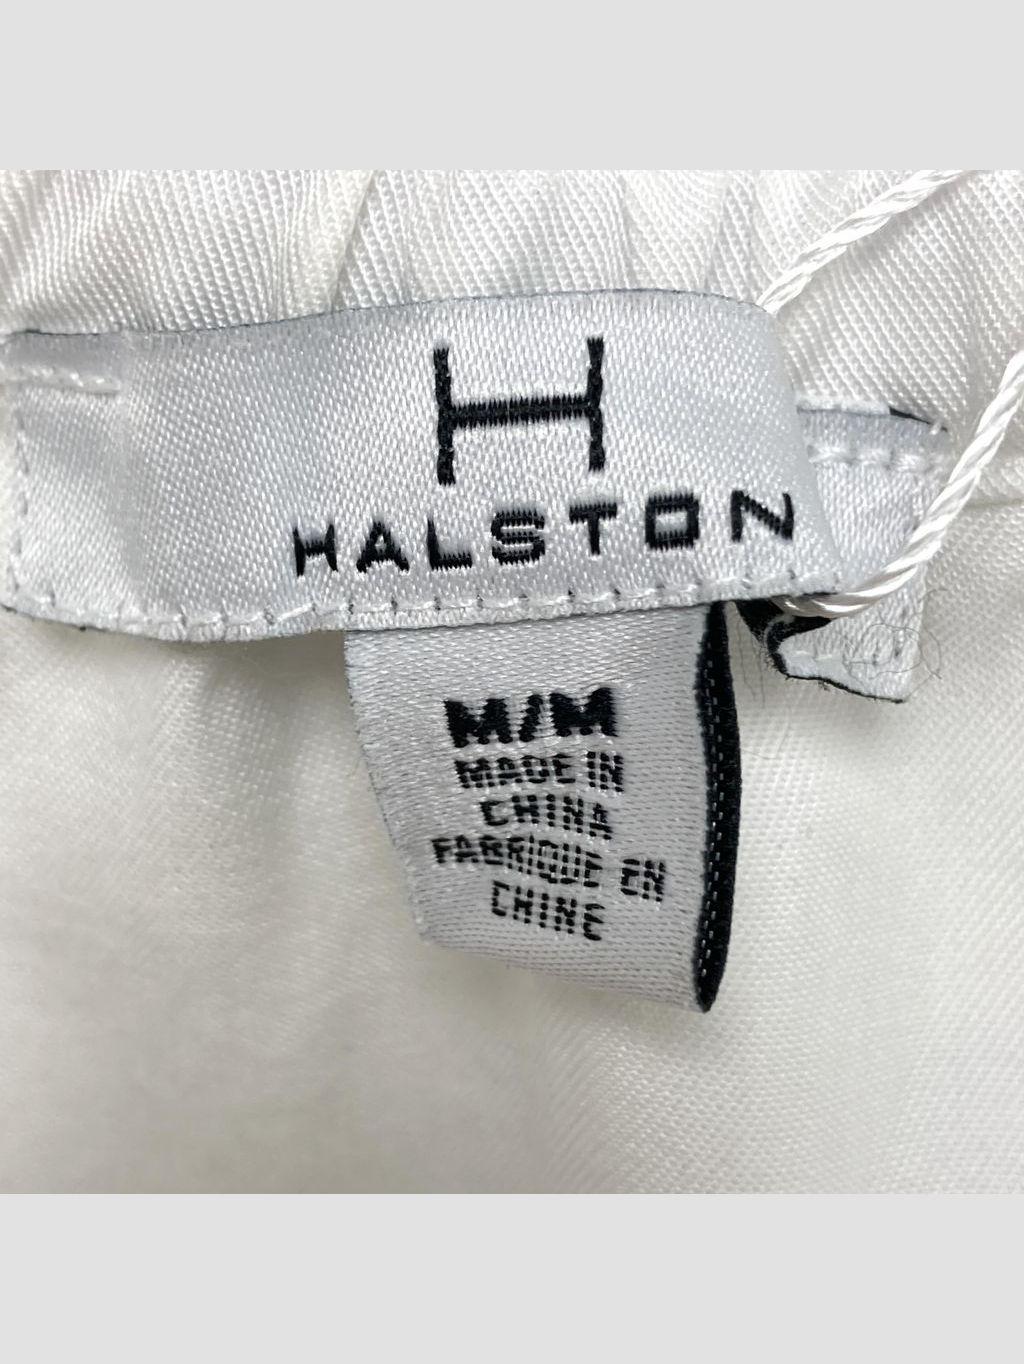 H
HALSTON
M/M
MADE IN
CHINA
FABRIQUE EN
CHINE